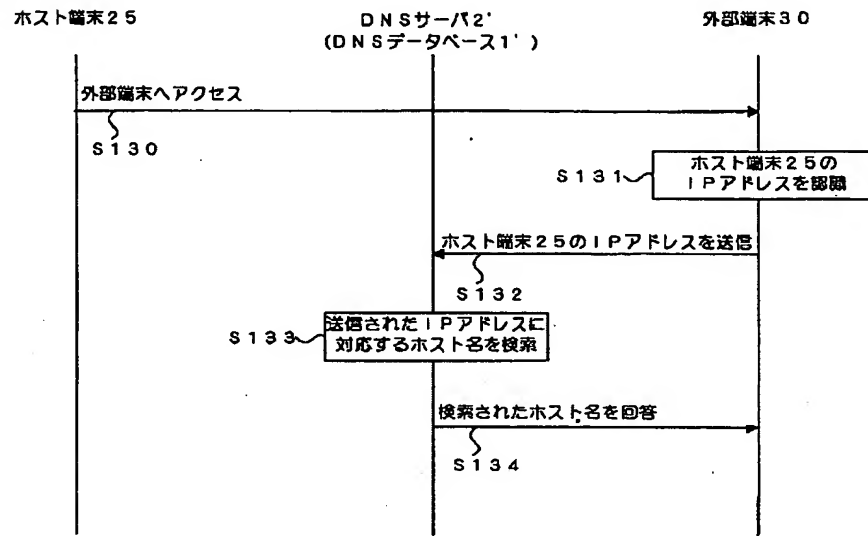 ホスト端末25
DNSサーバ2'
(DNSデータベース1')
外部端末30
外部端末へアクセス
S130
S131
ホスト端末25の
IPアドレスを認識
ホスト端末25のIPアドレスを送信
S132
S133
送信されたIPアドレスに
対応するホスト名を検索
検索されたホスト名を回答
S134